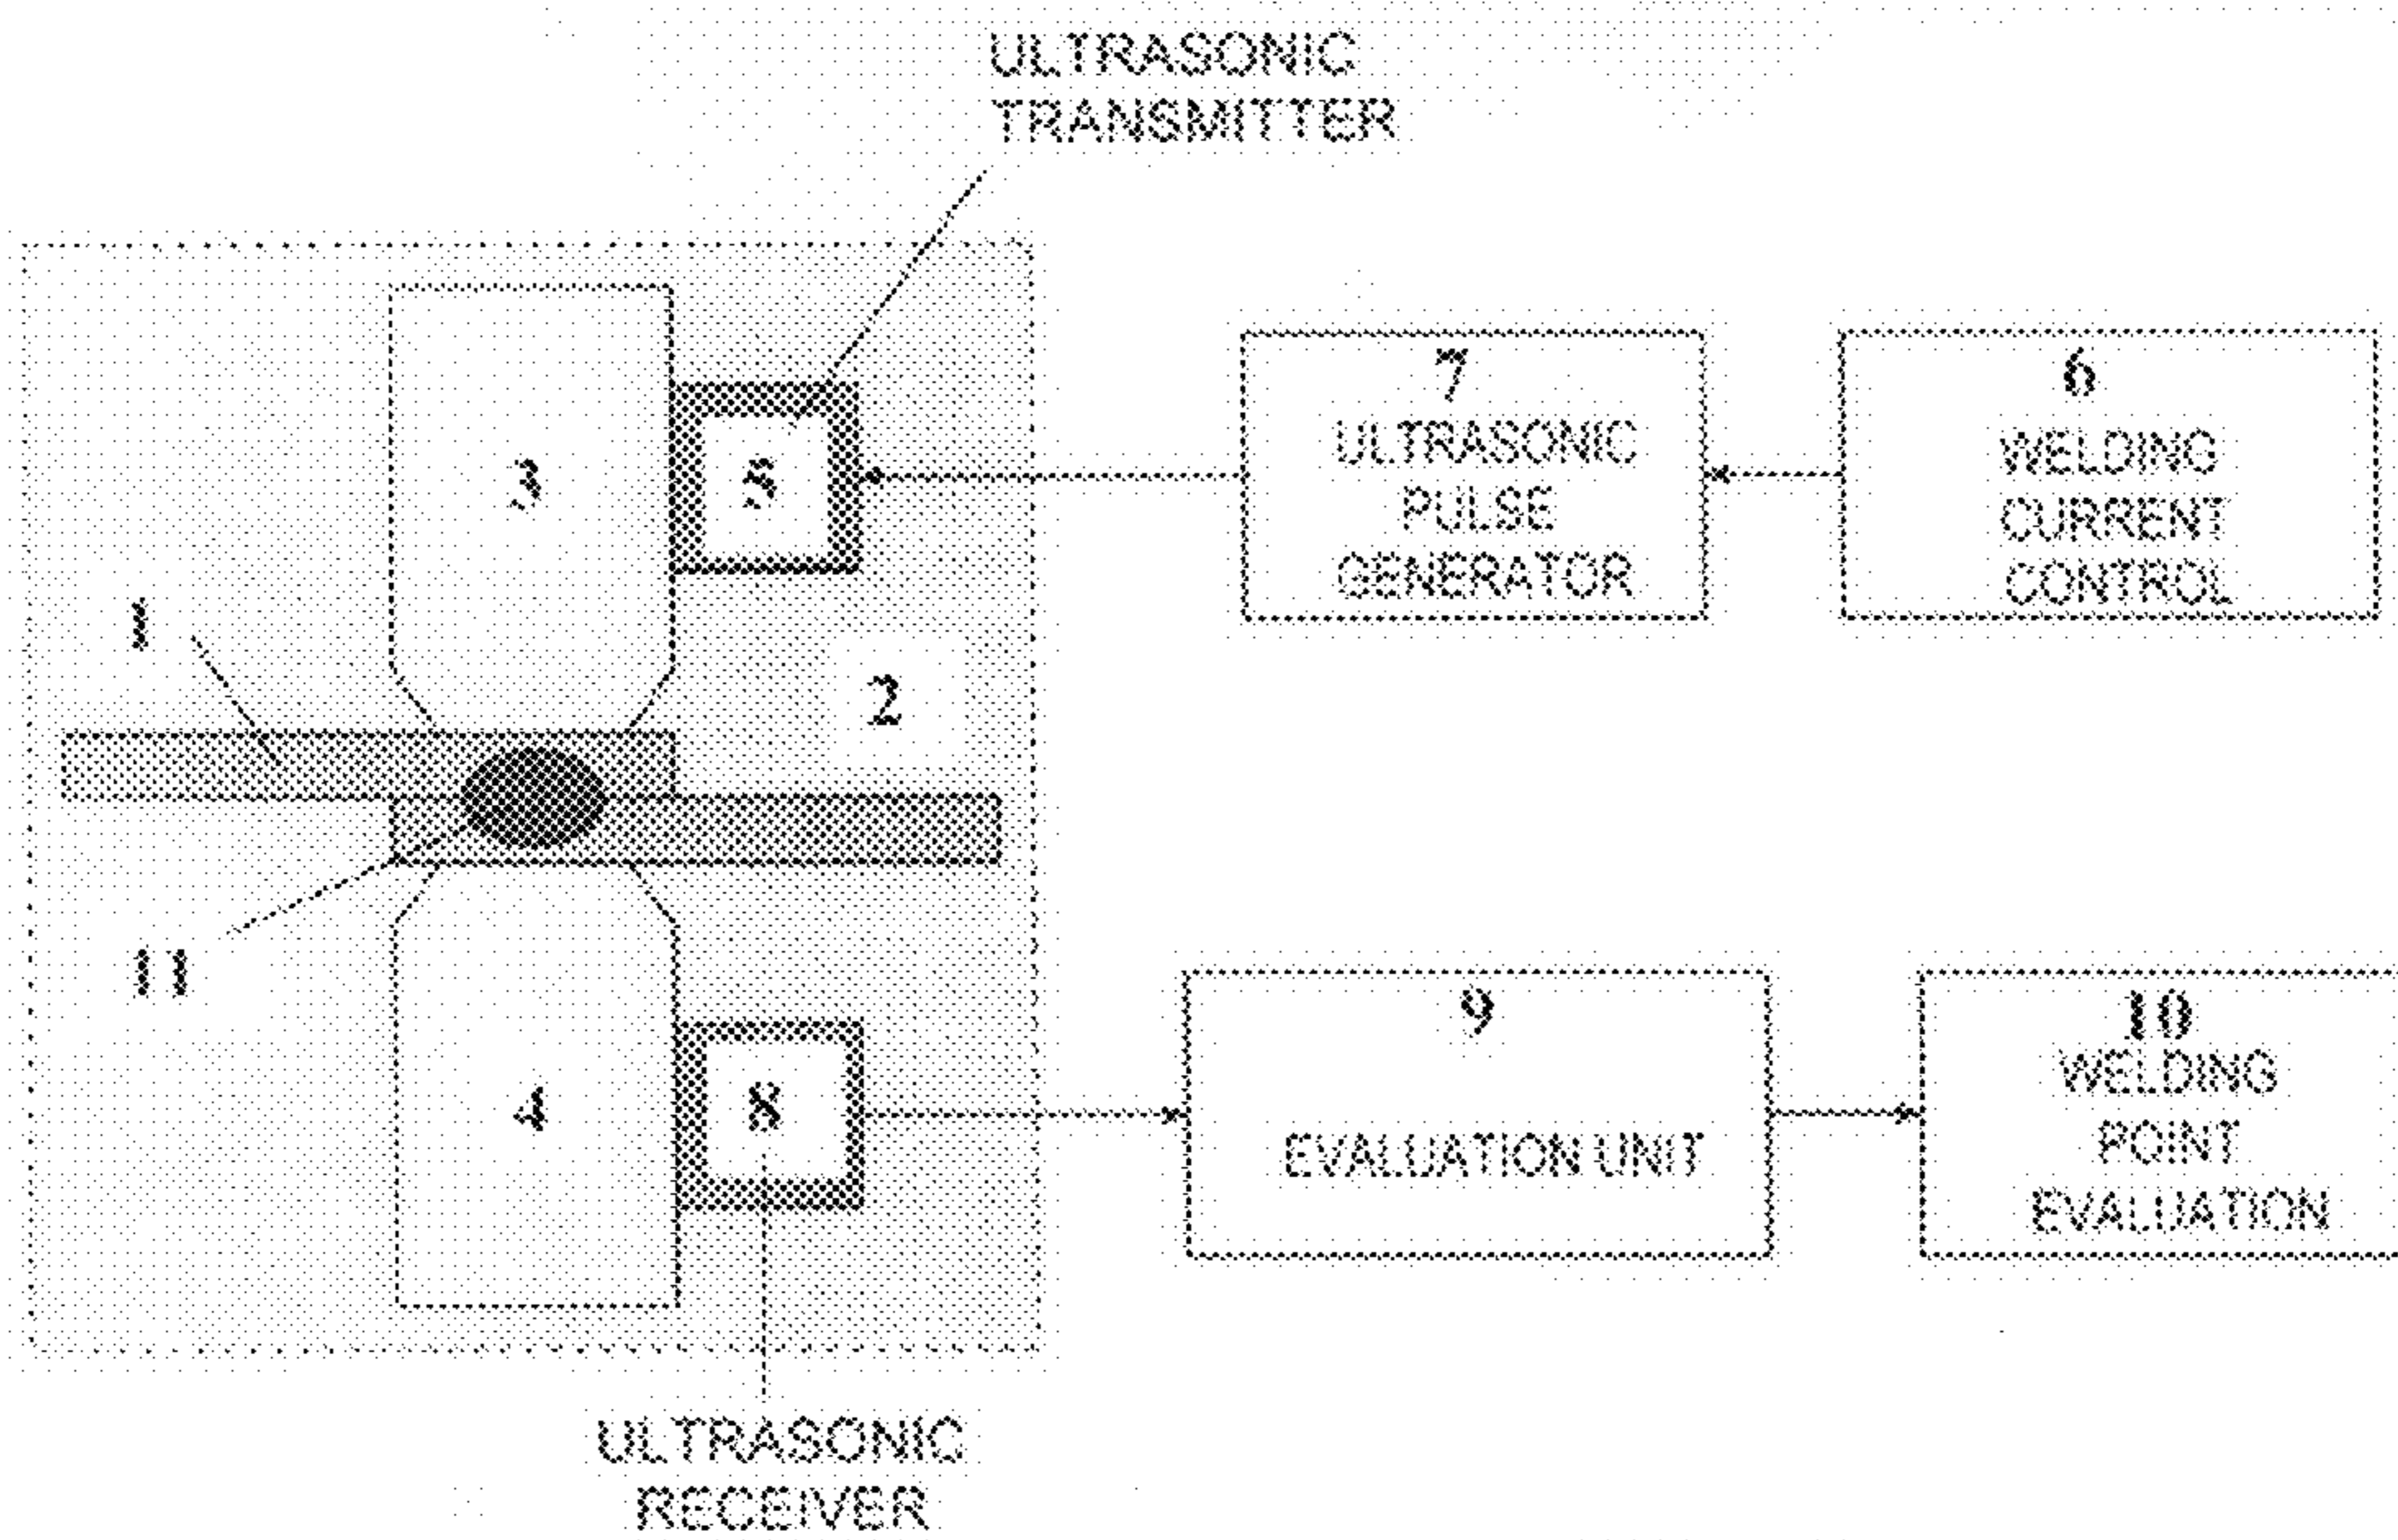 ULTRASONIC
TRANSMITTER
7
ULTRASONIC
PULSE
GENERATOR
6
WELDING
CURRENT
CONTROL
3
5
1
2
11
4
8
9
EVALUATION UNIT
10
WELDING
POINT
EVALUATION
ULTRASONIC
RECEIVER